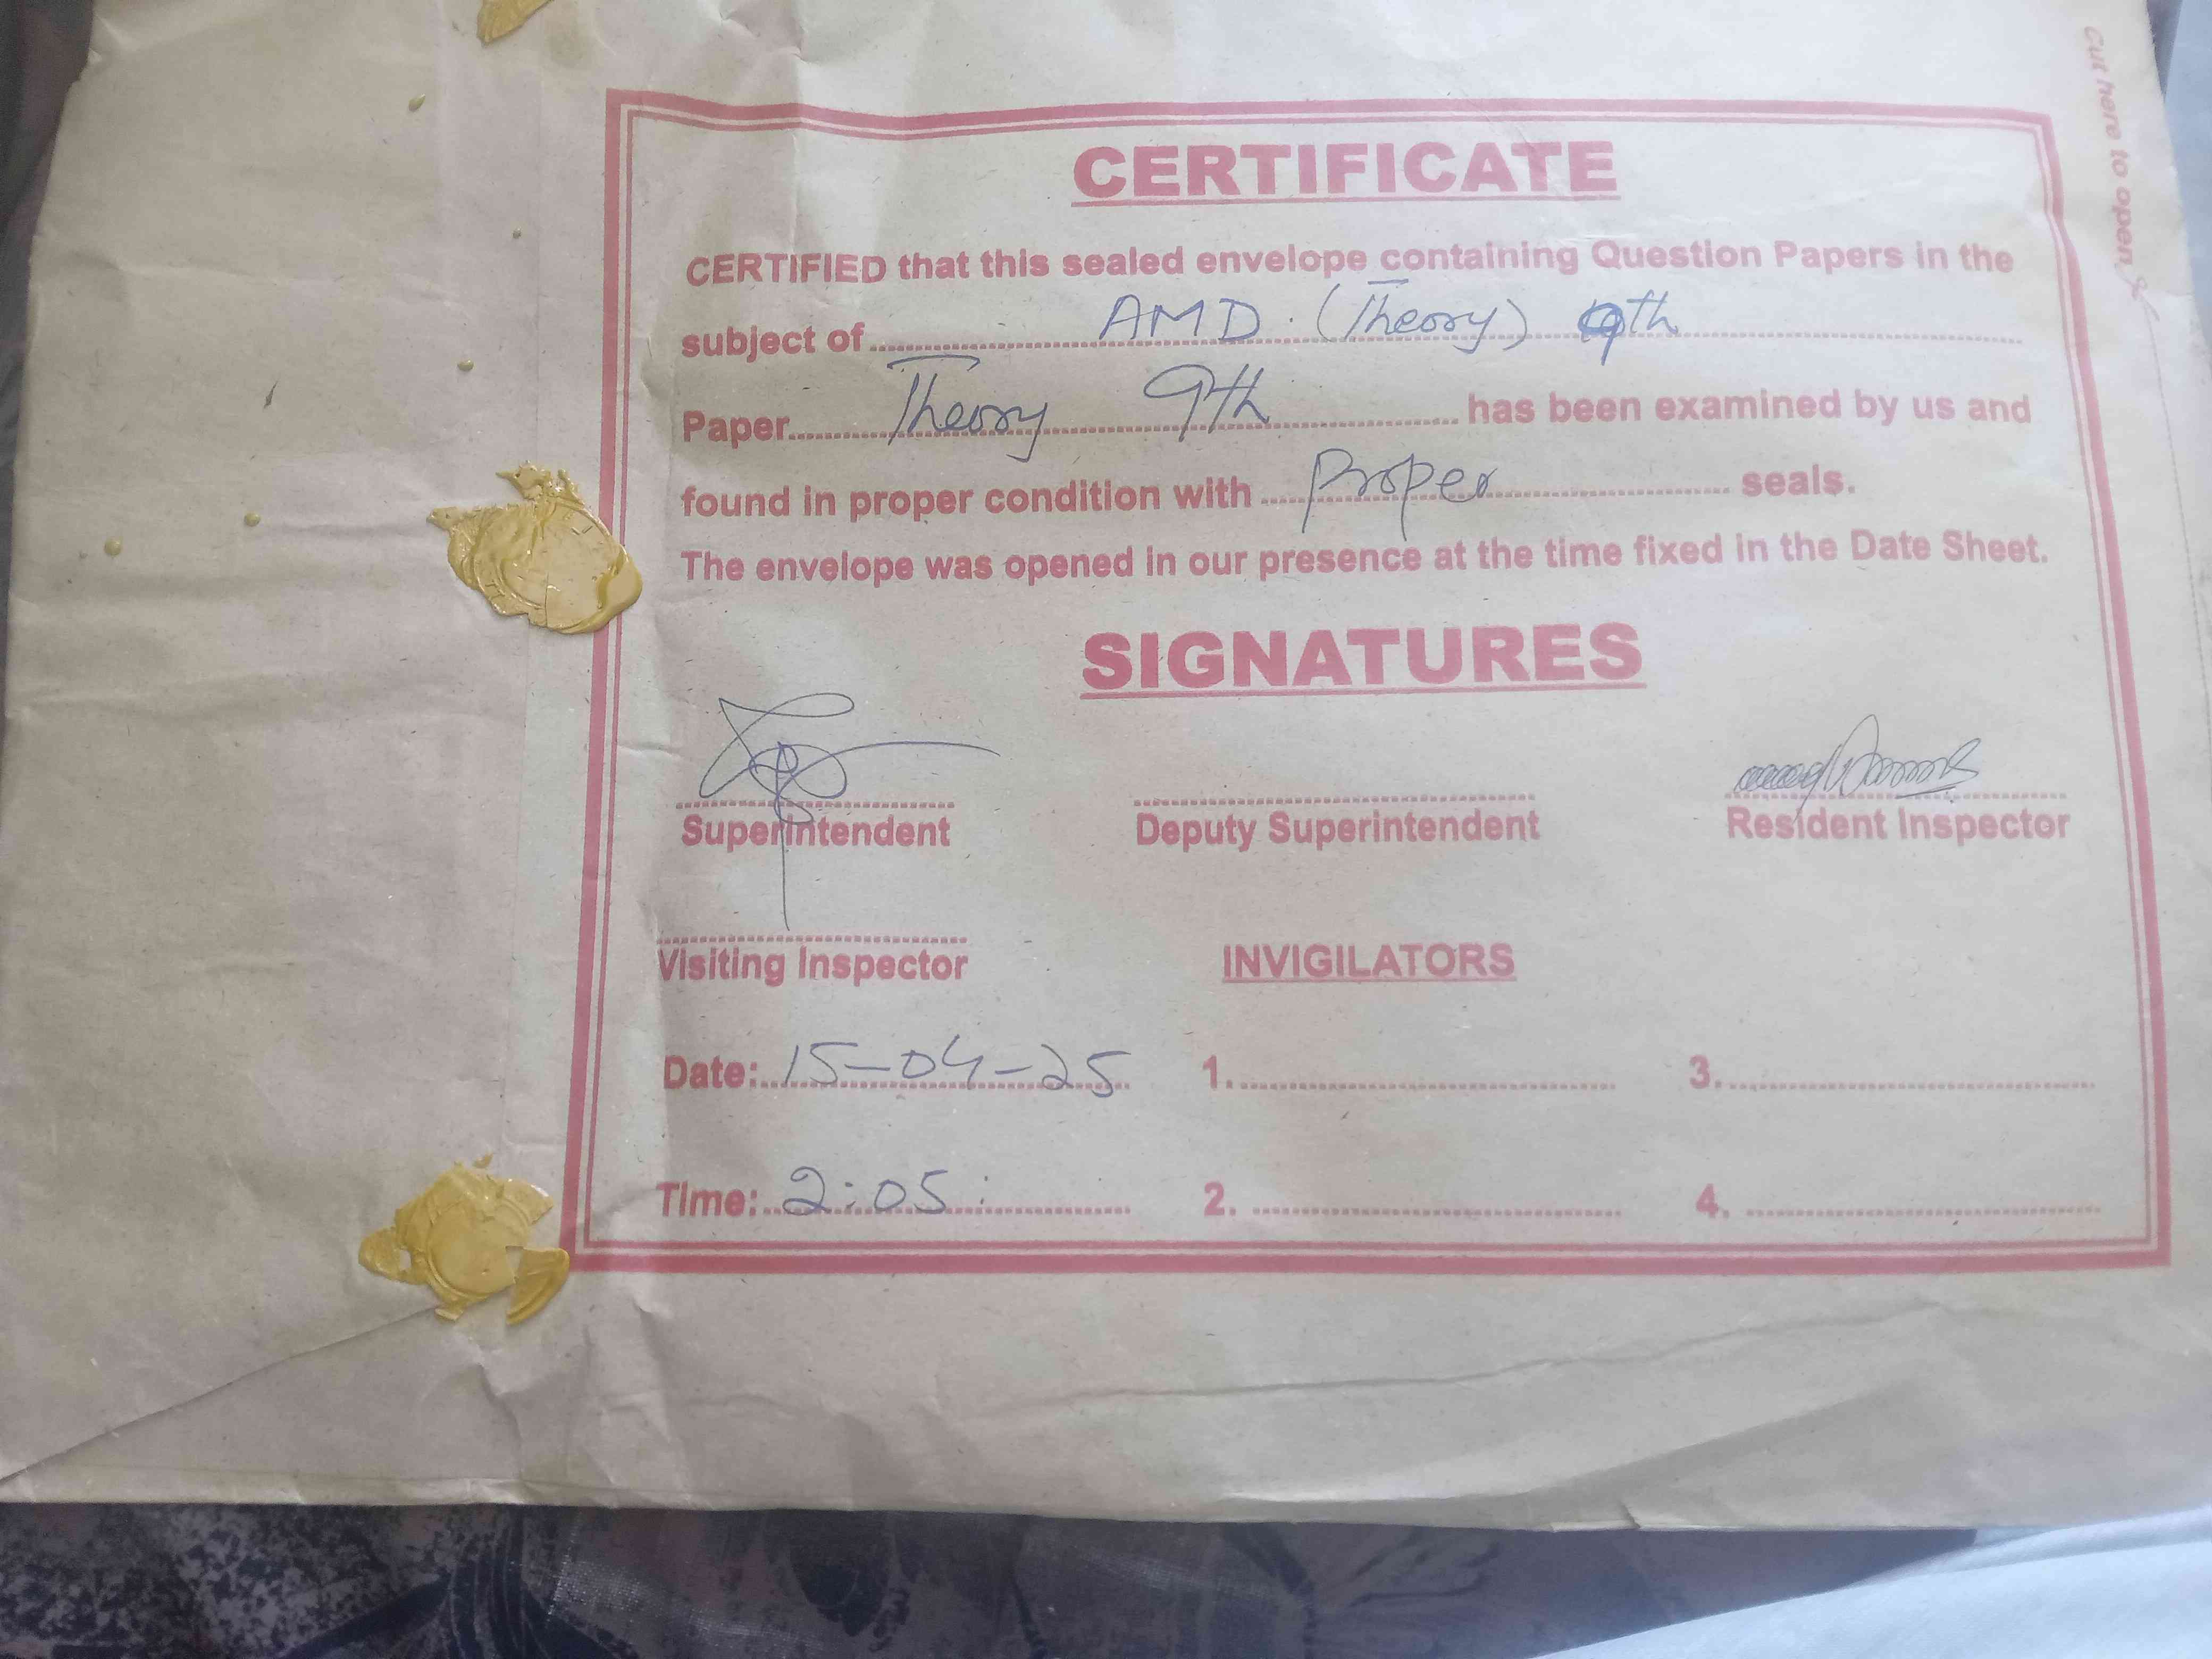 Cut here to open
CERTIFICATE
CERTIFIED that this sealed envelope containing Question Papers in the
subject of AMD. (Theory) 9th
Paper Theory 9th has been examined by us and
found in proper condition with Proper seals.
The envelope was opened in our presence at the time fixed in the Date Sheet.
SIGNATURES
Superintendent Deputy Superintendent Resident Inspector
Visiting Inspector INVIGILATORS
Date: 15-04-25 1. 3.
Time: 2:05 : 2. 4.